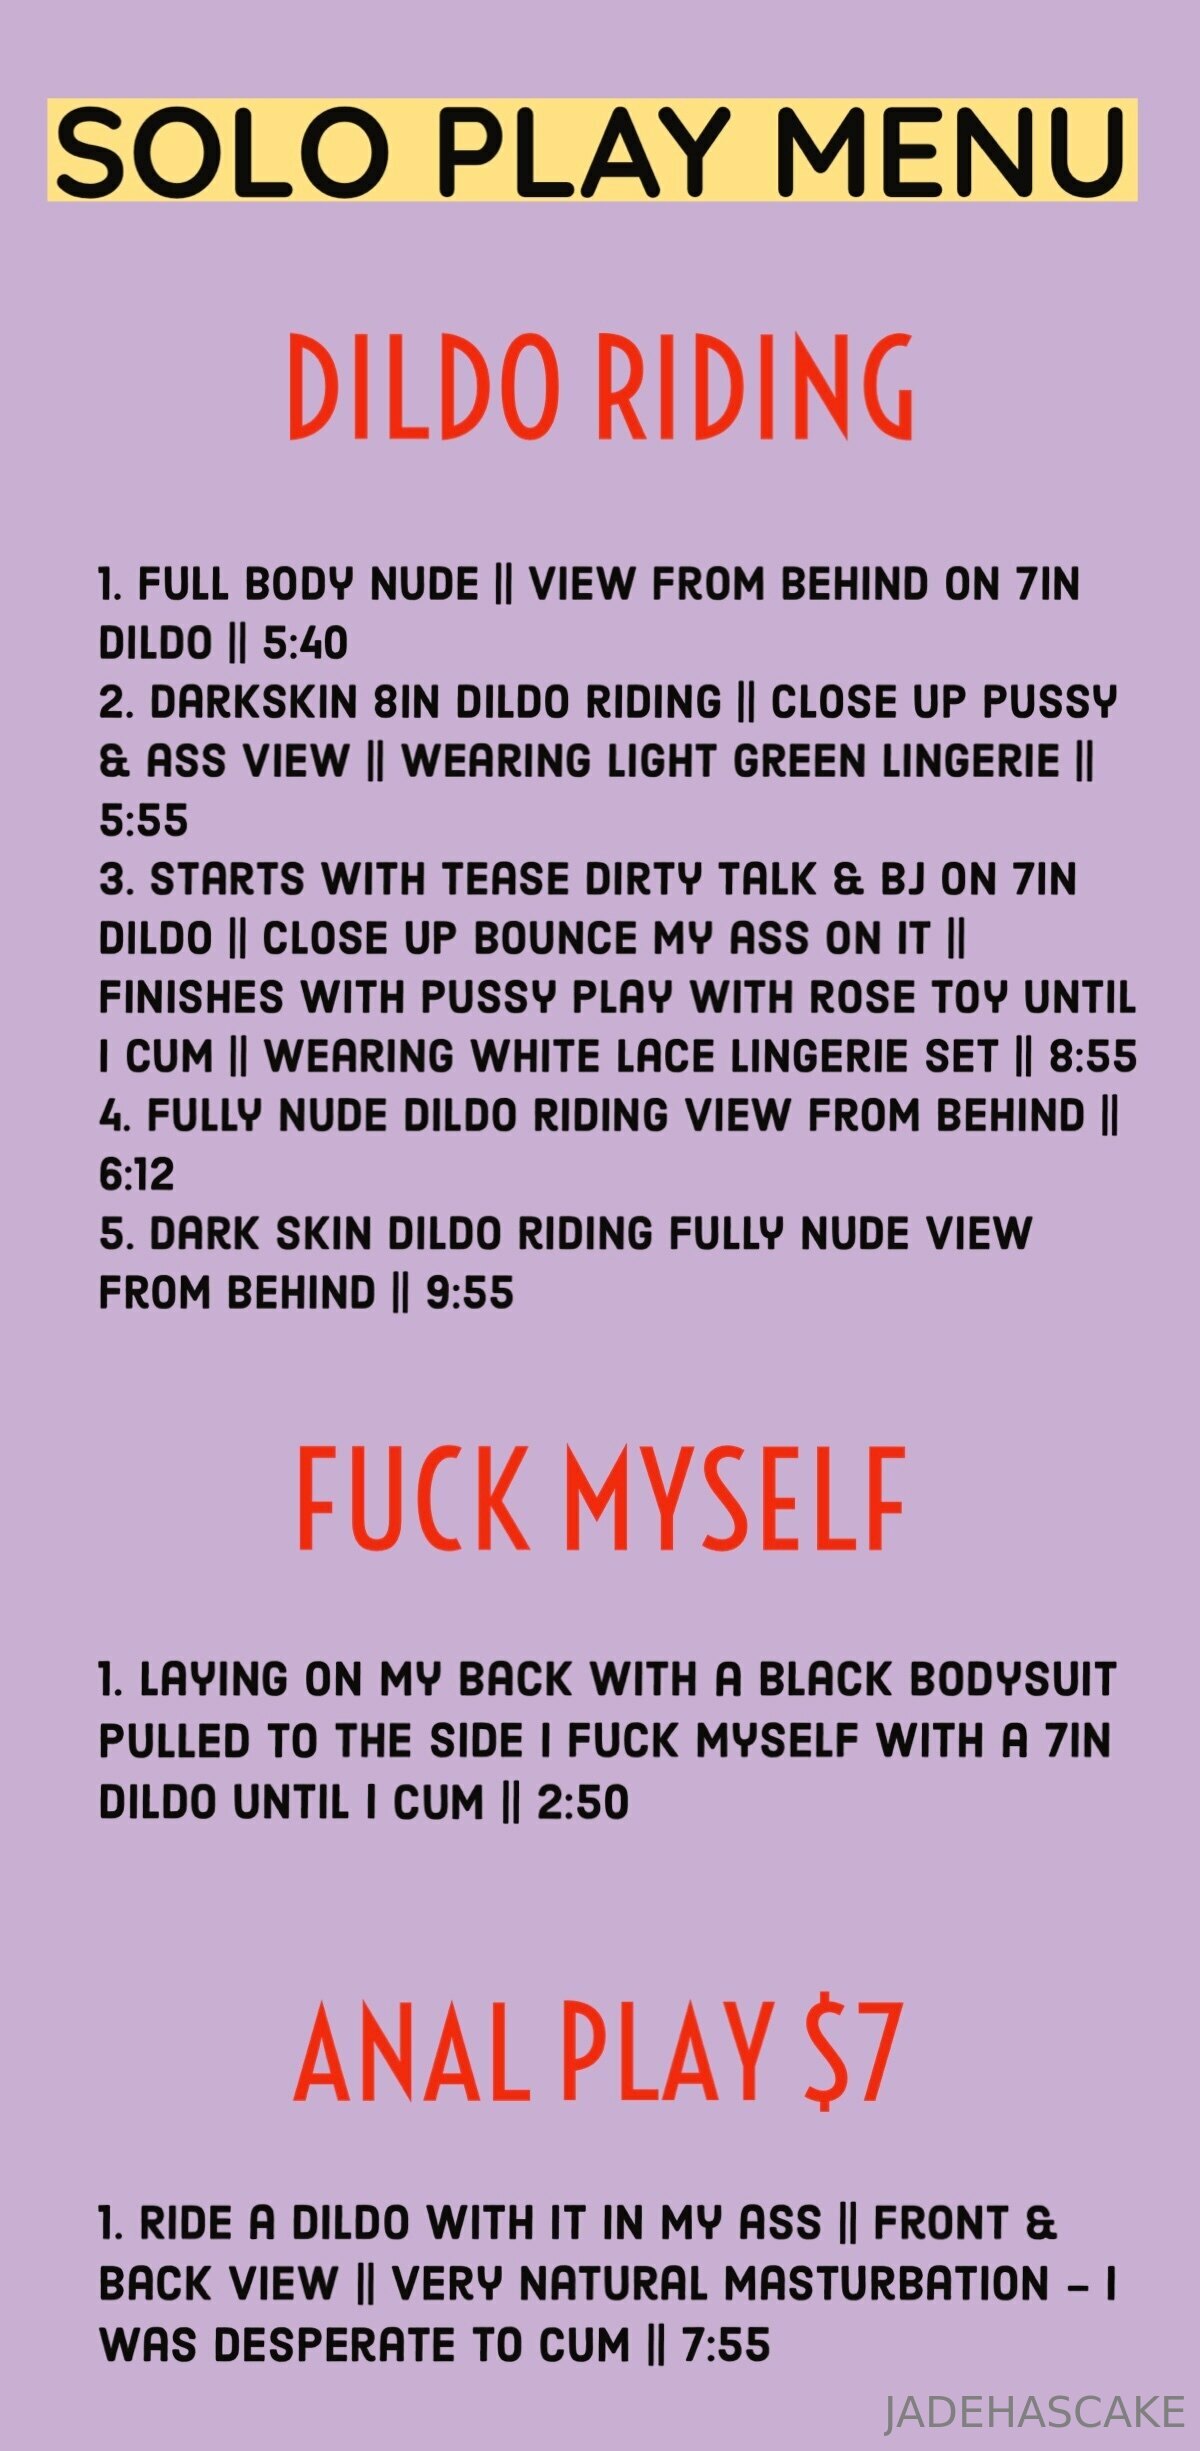 SOLO PLAY MENU
DILDO RIDING
1. FULL BODY NUDE || VIEW FROM BEHIND ON 7IN
DILDO || 5:40
2. DARKSKIN 8IN DILDO RIDING || CLOSE UP PUSSY
& ASS VIEW || WEARING LIGHT GREEN LINGERIE ||
5:55
3. STARTS WITH TEASE DIRTY TALK & BJ ON 7IN
DILDO || CLOSE UP BOUNCE MY ASS ON IT ||
FINISHES WITH PUSSY PLAY WITH ROSE TOY UNTIL
I CUM || WEARING WHITE LACE LINGERIE SET || 8:55
4. FULLY NUDE DILDO RIDING VIEW FROM BEHIND ||
6:12
5. DARK SKIN DILDO RIDING FULLY NUDE VIEW
FROM BEHIND || 9:55
FUCK MYSELF
1. LAYING ON MY BACK WITH A BLACK BODYSUIT
PULLED TO THE SIDE I FUCK MYSELF WITH A 7IN
DILDO UNTIL I CUM || 2:50
ANAL PLAY $7
1. RIDE A DILDO WITH IT IN MY ASS || FRONT &
BACK VIEW || VERY NATURAL MASTURBATION – I
WAS DESPERATE TO CUM || 7:55
JADEHASCAKE